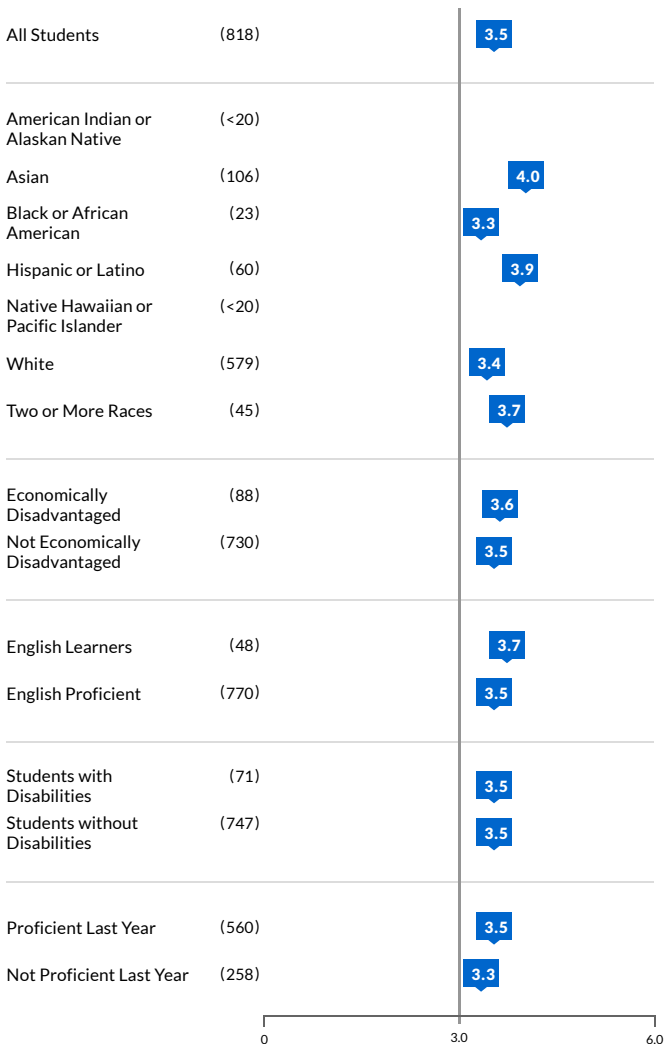 All Students (818) 3.5
American Indian or (<20)
Alaskan Native
Asian (106) 4.0
Black or African (23) 3.3
American
Hispanic or Latino (60) 3.9
Native Hawaiian or (<20)
Pacific Islander
White (579) 3.4
Two or More Races (45) 3.7
Economically (88) 3.6
Disadvantaged
Not Economically (730) 3.5
Disadvantaged
English Learners (48) 3.7
English Proficient (770) 3.5
Students with (71) 3.5
Disabilities
Students without (747) 3.5
Disabilities
Proficient Last Year (560) 3.5
Not Proficient Last Year (258) 3.3
0 3.0 6.0